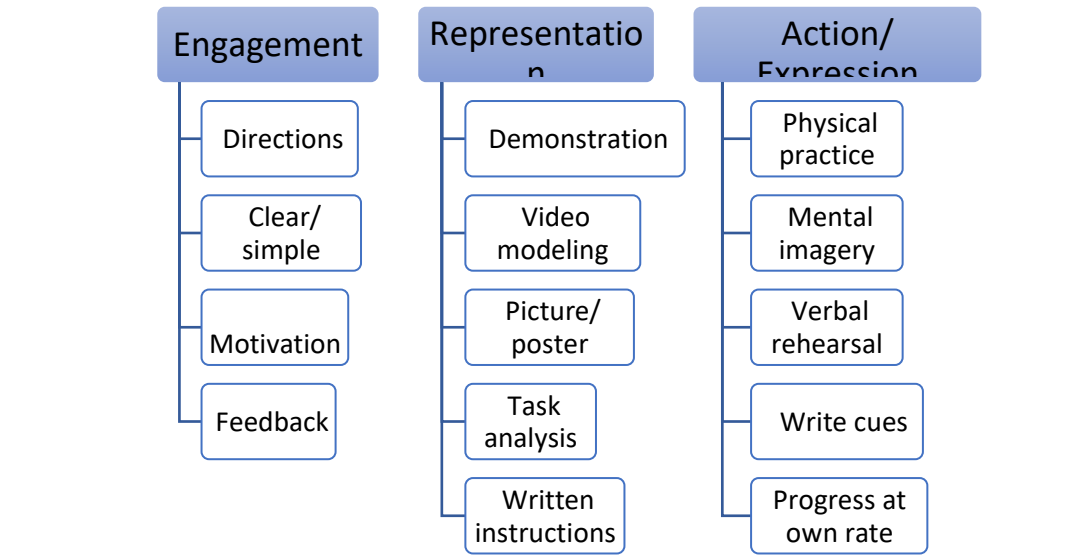 Engagement
Directions
Clear/
simple
Motivation
Feedback
Representatio
n
Demonstration
Video
modeling
Picture/
poster
Task
analysis
Written
instructions
Action/
Expression
Physical
practice
Mental
imagery
Verbal
rehearsal
Write cues
Progress at
own rate